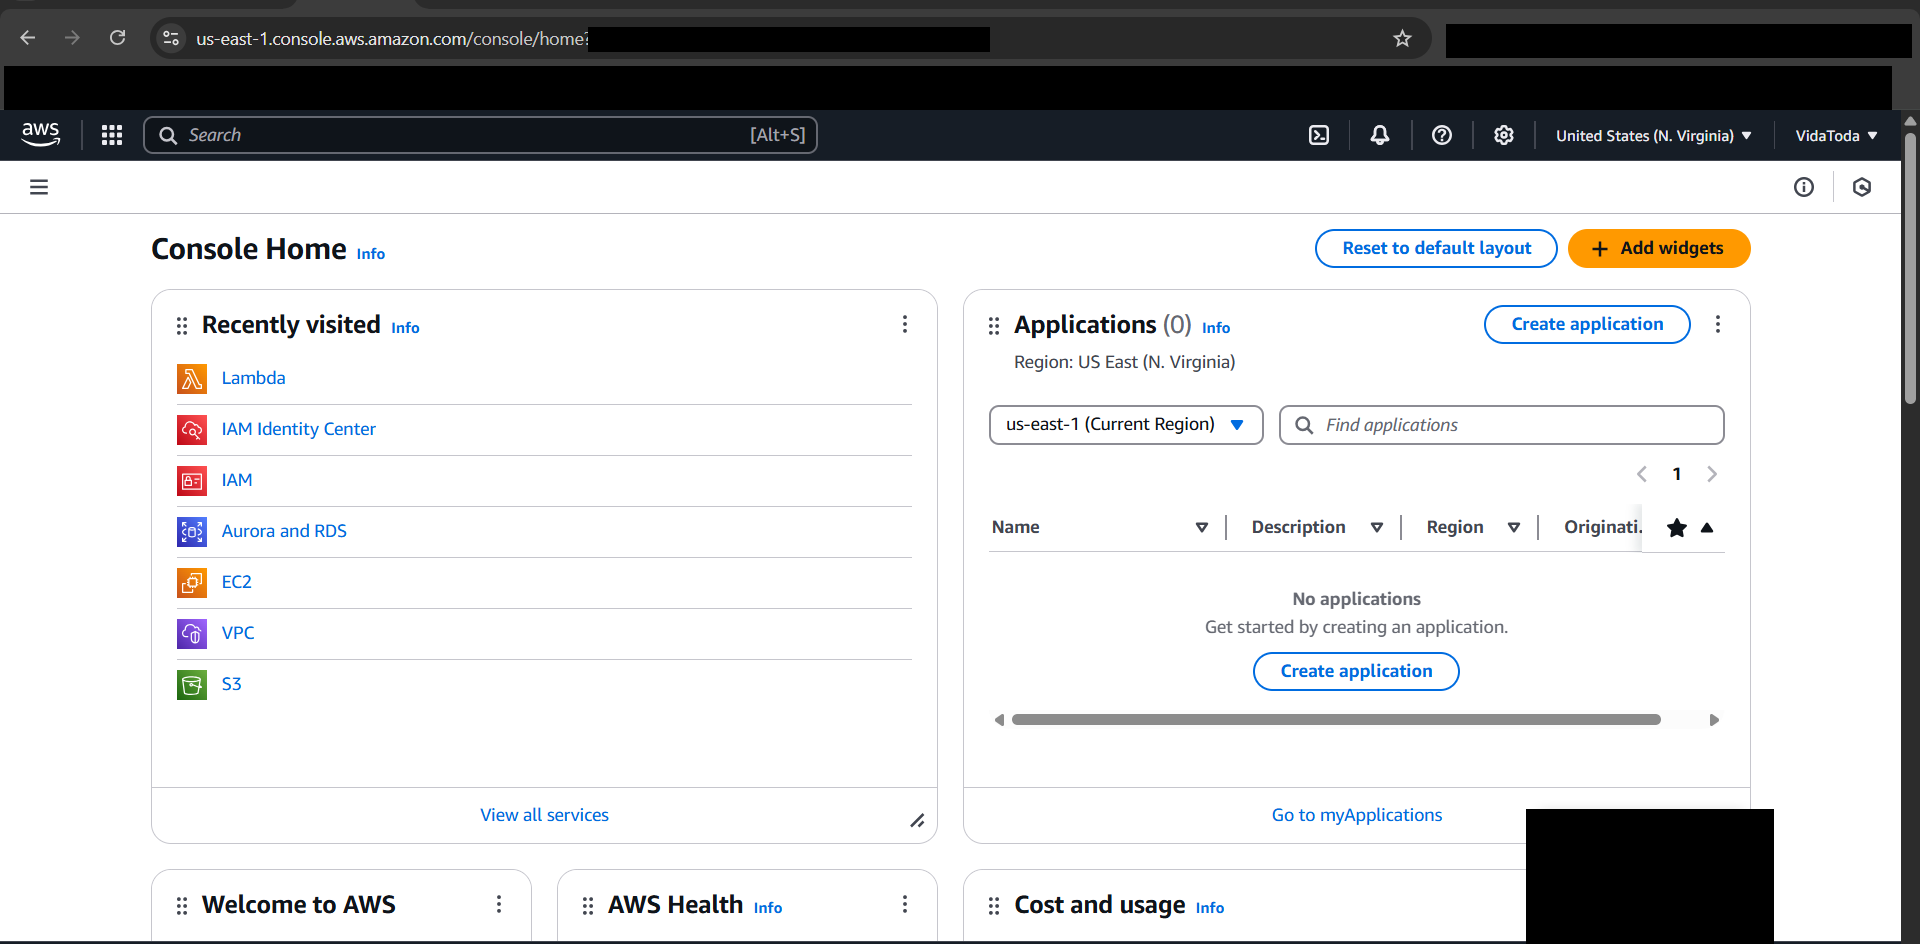 us-east-1.console.aws.amazon.com/console/home?
aws
Search [Alt+S]
United States (N. Virginia)
VidaToda
Console Home Info
Reset to default layout
+ Add widgets
Recently visited Info
Lambda
IAM Identity Center
IAM
Aurora and RDS
EC2
VPC
S3
View all services
Applications (0) Info
Create application
Region: US East (N. Virginia)
us-east-1 (Current Region)
Find applications
1
Name Description Region Originati.
No applications
Get started by creating an application.
Create application
Go to myApplications
Welcome to AWS
AWS Health Info
Cost and usage Info